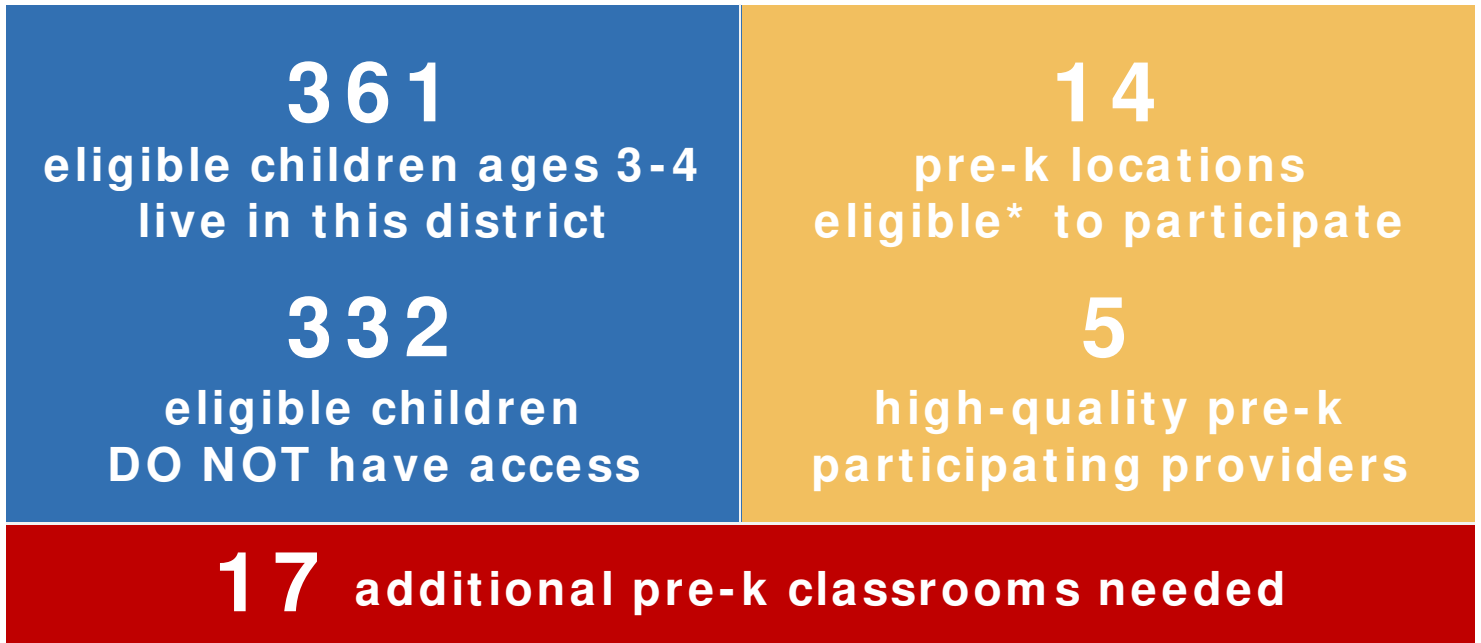 361
eligible children ages 3-4
live in this district
332
eligible children
DO NOT have access
14
pre-k locations
eligible* to participate
5
high-quality pre-k
participating providers
17 additional pre-k classrooms needed